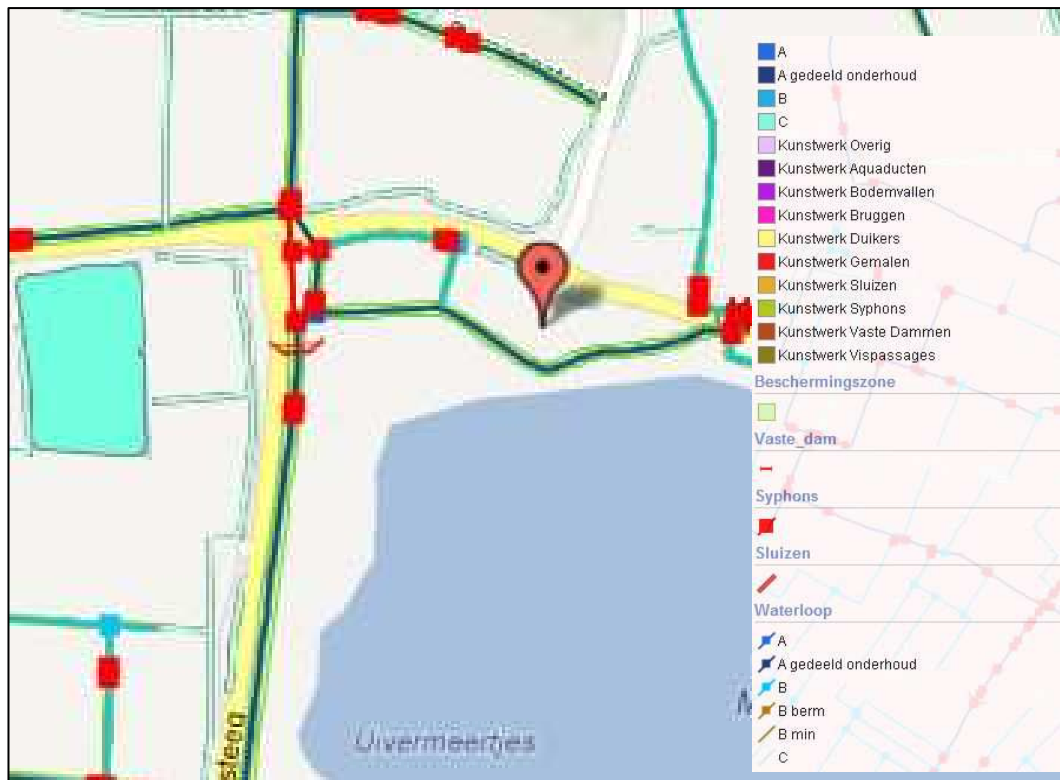 A
A gedeeld onderhoud
B
C
Kunstwerk Overig
Kunstwerk Aquaducten
Kunstwerk Bodemvallen
Kunstwerk Bruggen
Kunstwerk Duikers
Kunstwerk Gemalen
Kunstwerk Sluizen
Kunstwerk Syphons
Kunstwerk Vaste Dammen
Kunstwerk Vispassages
Beschermingszone
Vaste_dam
Syphons
Sluizen
Waterloop
A
A gedeeld onderhoud
B
B berm
B min
C
steeg
Uivermeertjes
M